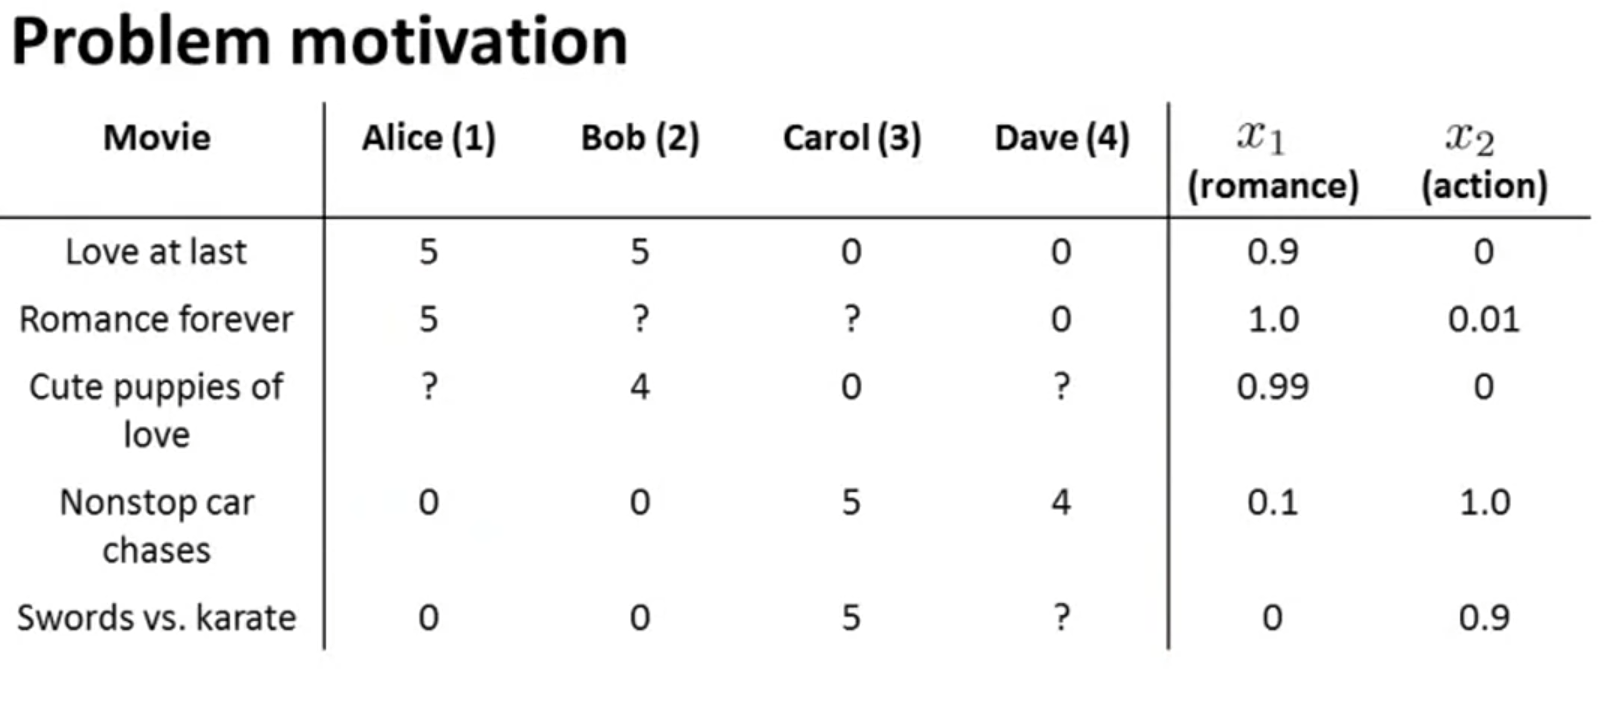 Problem motivation
Movie Alice (1) Bob (2) Carol (3) Dave (4) x1 x2
(romance) (action)
Love at last 5 5 0 0 0.9 0
Romance forever 5 ? ? 0 1.0 0.01
Cute puppies of ? 4 0 ? 0.99 0
love
Nonstop car 0 0 5 4 0.1 1.0
chases
Swords vs. karate 0 0 5 ? 0 0.9